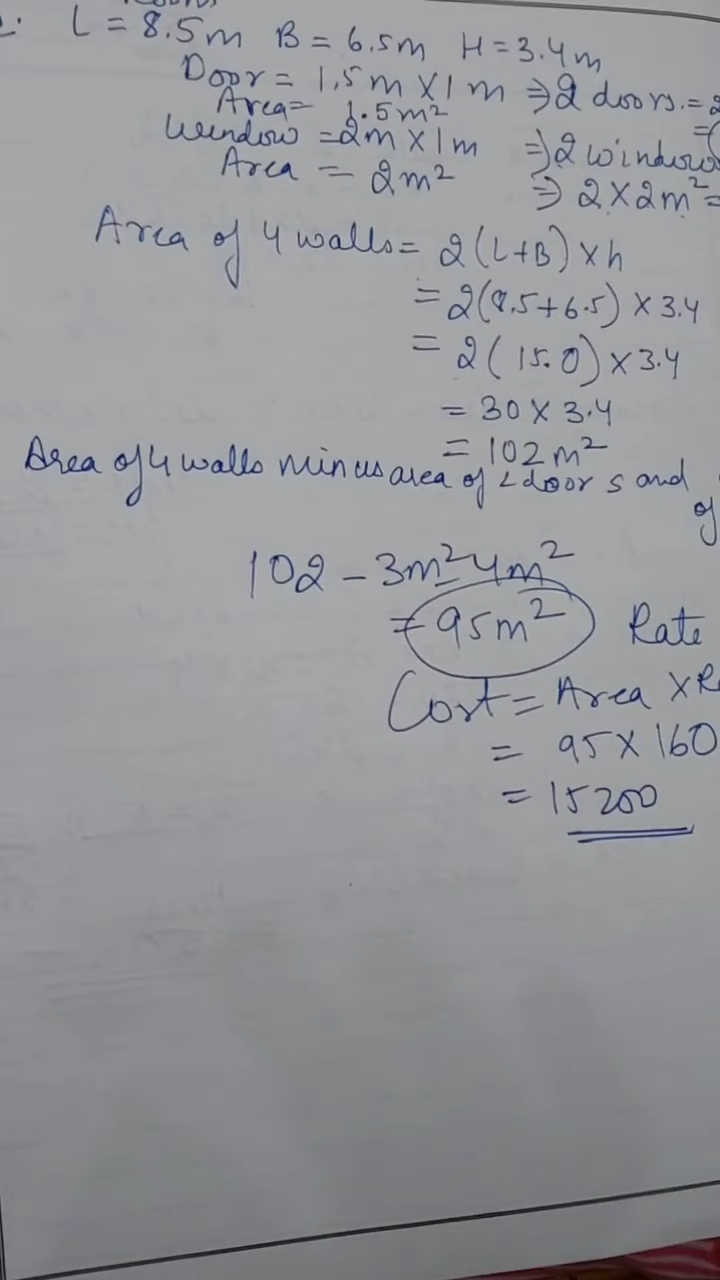 L = 8.5m B = 6.5m H = 3.4m
Door = 1.5m X 1m ⇒ 2 doors. = 2
Area = 1.5m²
Window = 2m X 1m ⇒ 2 window
Area = 2m² ⇒ 2 X 2m² =
Area of 4 walls = 2(L+B) x h
= 2(8.5+6.5) x 3.4
= 2(15.0) x 3.4
= 30 X 3.4
= 102m²
Area of 4 walls minus area of 2 doors and
of
102 - 3m² 4m²
= 95m² Rate
Cost = Area X R
= 95 X 160
= 15200